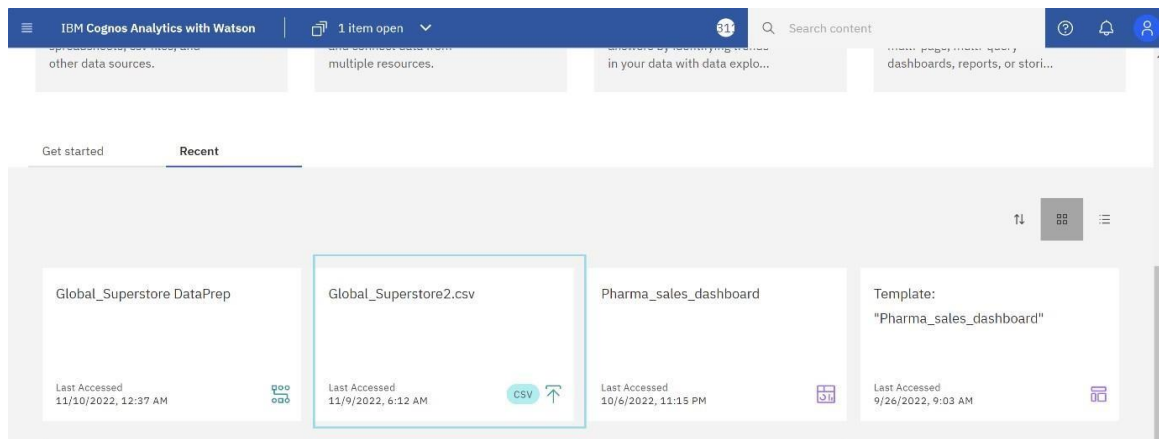 IBM Cognos Analytics with Watson
1 item open
Search content
other data sources.
multiple resources.
in your data with data explo...
dashboards, reports, or stori...
Get started
Recent
Global_Superstore DataPrep
Last Accessed
11/10/2022, 12:37 AM
Global_Superstore2.csv
Last Accessed
11/9/2022, 6:12 AM
CSV
Pharma_sales_dashboard
Last Accessed
10/6/2022, 11:15 PM
Template:
"Pharma_sales_dashboard"
Last Accessed
9/26/2022, 9:03 AM